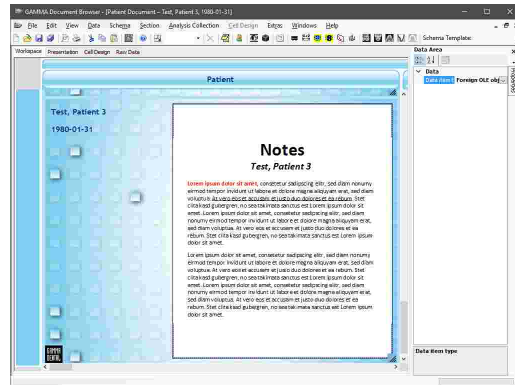 GAMMA Document Browser - [Patient Document - Test, Patient 3, 1980-01-31]
File Edit View Data Schema Section Analysis Collection Cell Design Extras Windows Help
Schema Template:
Workspace Presentation Cell Design Raw Data
Data Area
Data
Data Item Foreign OLE obj
Properties
Patient
Test, Patient 3
1980-01-31
Notes
Test, Patient 3
Lorem ipsum dolor sit amet, consetetur sadipscing elitr, sed diam nonumy
eirmod tempor invidunt ut labore et dolore magna aliquyam erat, sed diam
voluptua. At vero eos et accusam et justo duo dolores et ea rebum. Stet
clita kasd gubergren, no sea takimata sanctus est Lorem ipsum dolor sit
amet. Lorem ipsum dolor sit amet, consetetur sadipscing elitr, sed diam
nonumy eirmod tempor invidunt ut labore et dolore magna aliquyam erat,
sed diam voluptua. At vero eos et accusam et justo duo dolores et ea
rebum. Stet clita kasd gubergren, no sea takimata sanctus est Lorem ipsum
dolor sit amet.
Lorem ipsum dolor sit amet, consetetur sadipscing elitr, sed diam nonumy
eirmod tempor invidunt ut labore et dolore magna aliquyam erat, sed diam
voluptua. At vero eos et accusam et justo duo dolores et ea rebum. Stet
clita kasd gubergren, no sea takimata sanctus est Lorem ipsum dolor sit
amet. Lorem ipsum dolor sit amet, consetetur sadipscing elitr, sed diam
nonumy eirmod tempor invidunt ut labore et dolore magna aliquyam erat,
sed diam voluptua. At vero eos et accusam et justo duo dolores et ea
rebum. Stet clita kasd gubergren, no sea takimata sanctus est Lorem ipsum
dolor sit amet.
GAMMA
DENTAL
Data item type